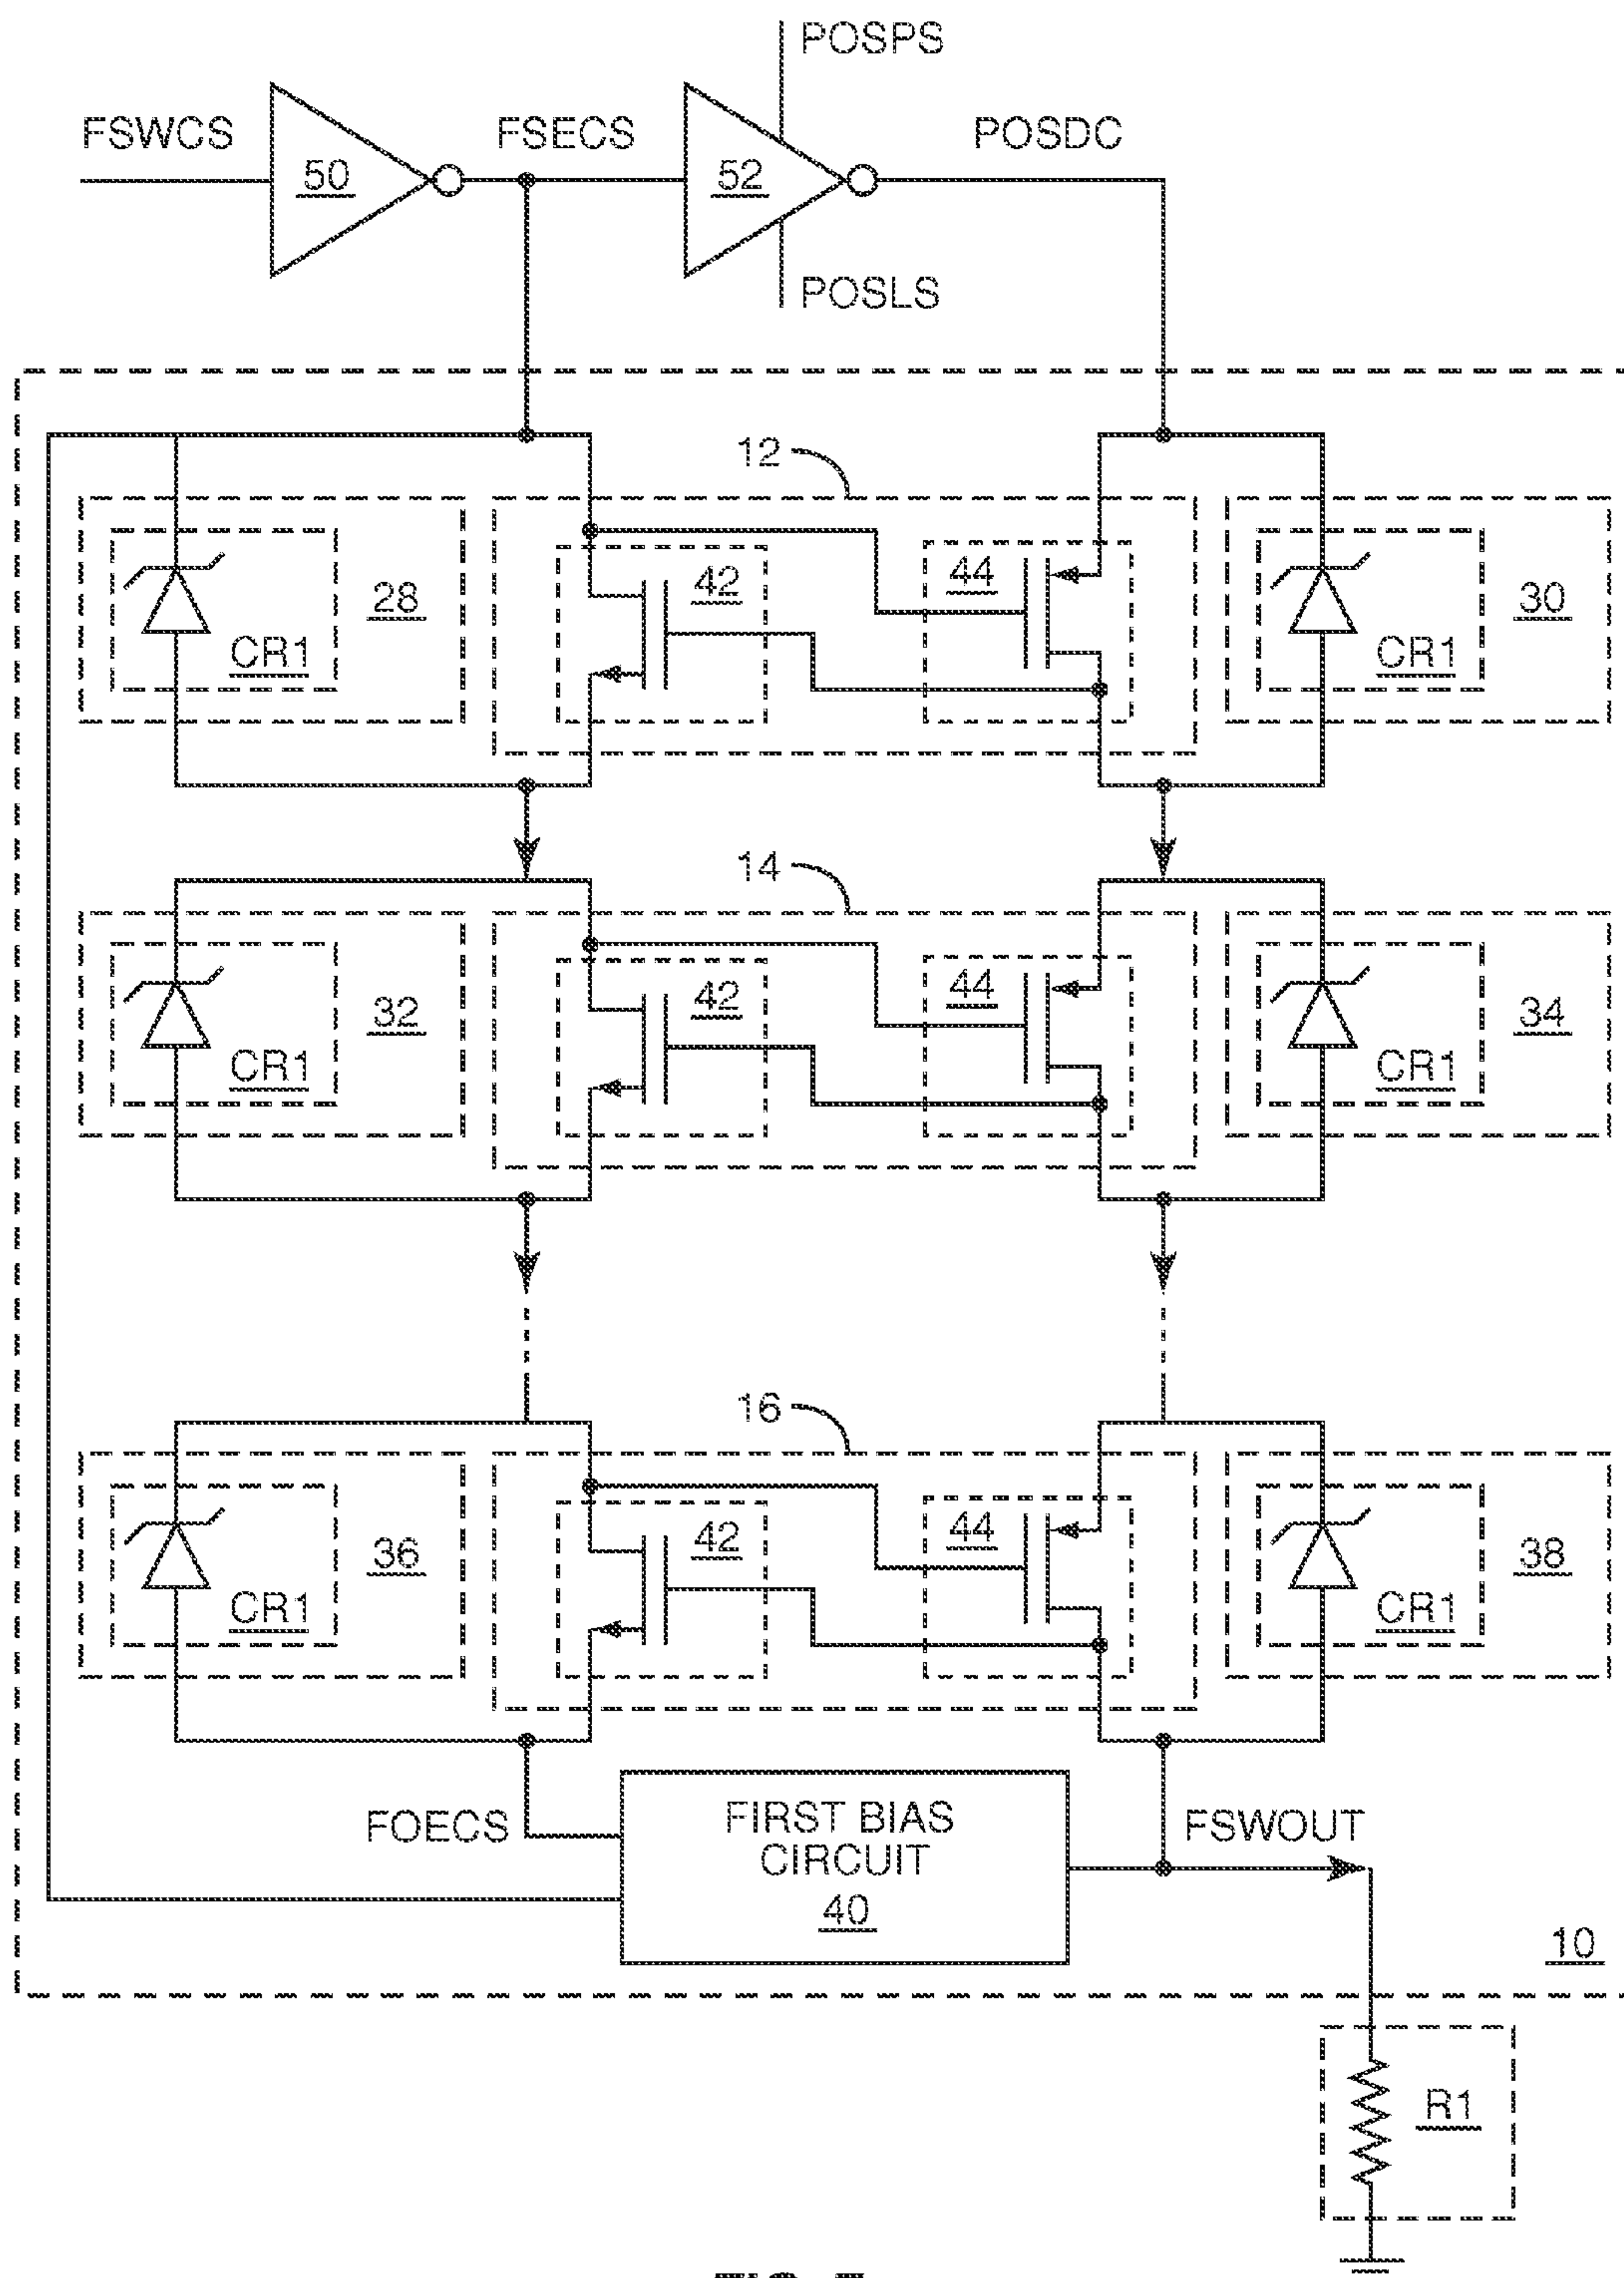 POSPS
FSWCS
FSECS
POSDC
50
52
POSLS
12
28
42
44
30
CR1
CR1
14
32
42
44
34
CR1
CR1
16
36
42
44
38
CR1
CR1
FOECS
FIRST BIAS
CIRCUIT
40
FSWOUT
10
R1